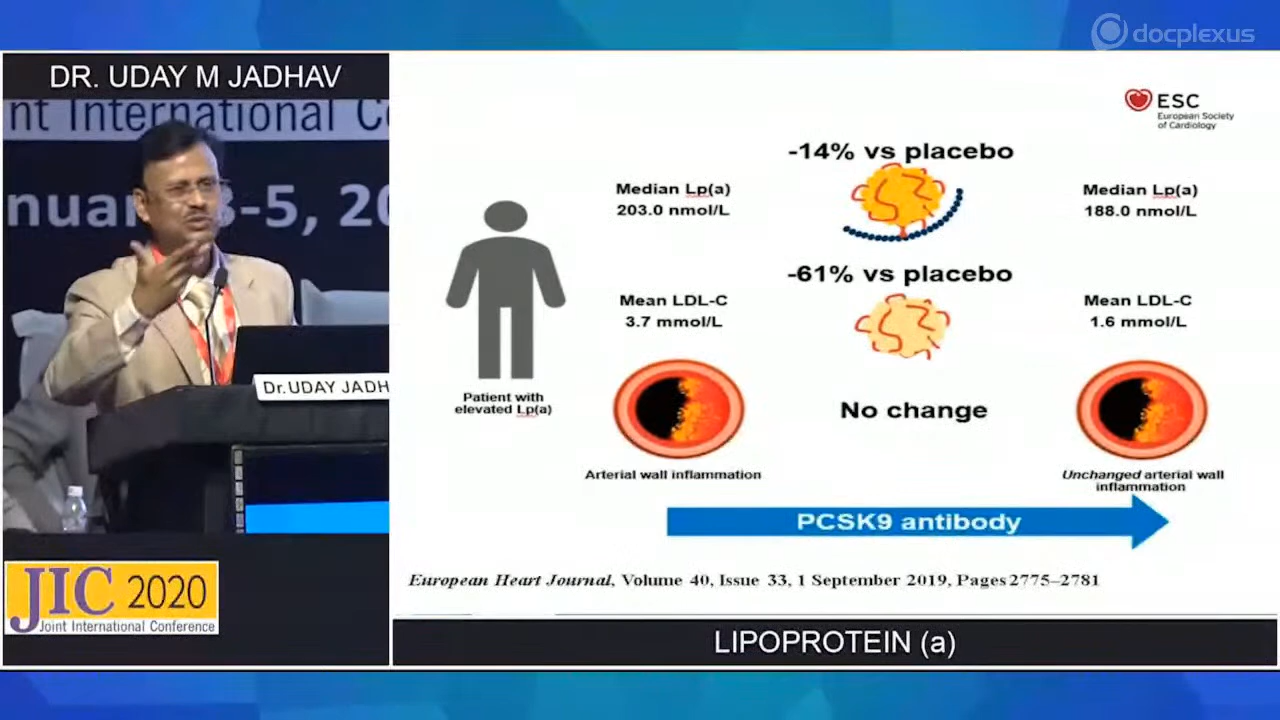 docplexus
DR. UDAY M JADHAV
nt International C
nuar 3-5, 20
Dr. UDAY JADH
JIC 2020
Joint International Conference
ESC
European Society
of Cardiology
-14% vs placebo
Median Lp(a)
203.0 nmol/L
Median Lp(a)
188.0 nmol/L
-61% vs placebo
Mean LDL-C
3.7 mmol/L
Mean LDL-C
1.6 mmol/L
Patient with
elevated Lp(a)
No change
Arterial wall inflammation
Unchanged arterial wall
inflammation
PCSK9 antibody
European Heart Journal, Volume 40, Issue 33, 1 September 2019, Pages 2775–2781
LIPOPROTEIN (a)